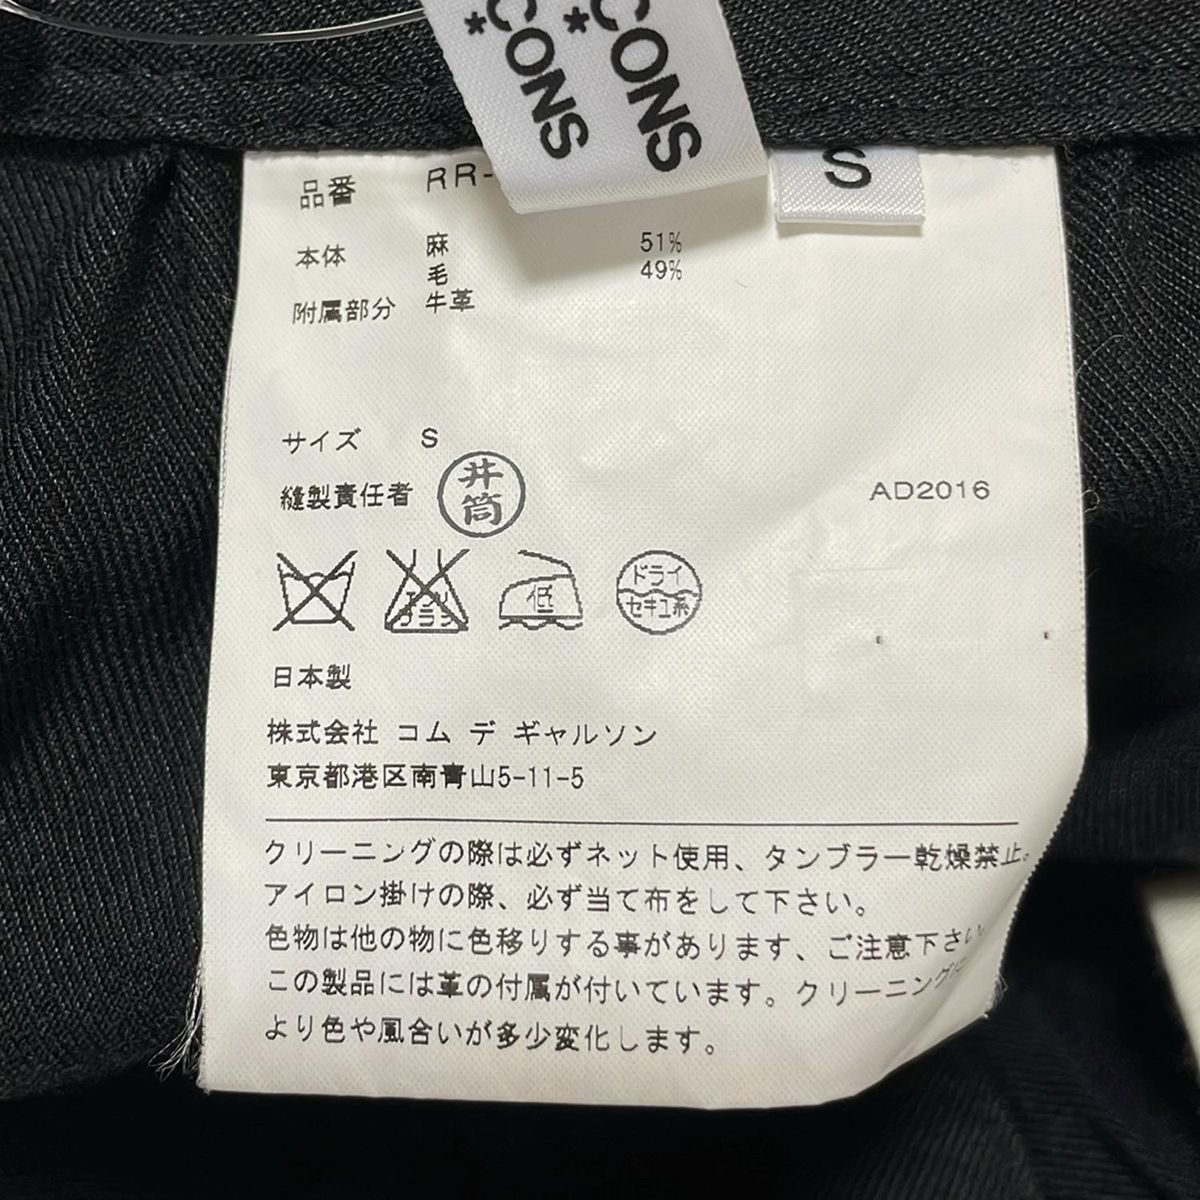 *CONS
*CONS
S
品番 RR-
本体 麻 51%
毛 49%
附属部分 牛革
サイズ S
縫製責任者 井筒 AD2016
エンソ
サラシ
低
ドライ
セキユ系
日本製
株式会社 コム デ ギャルソン
東京都港区南青山5-11-5
クリーニングの際は必ずネット使用、タンブラー乾燥禁止。
アイロン掛けの際、必ず当て布をして下さい。
色物は他の物に色移りする事があります、ご注意下さい
この製品には革の付属が付いています。クリーニング
より色や風合いが多少変化します。